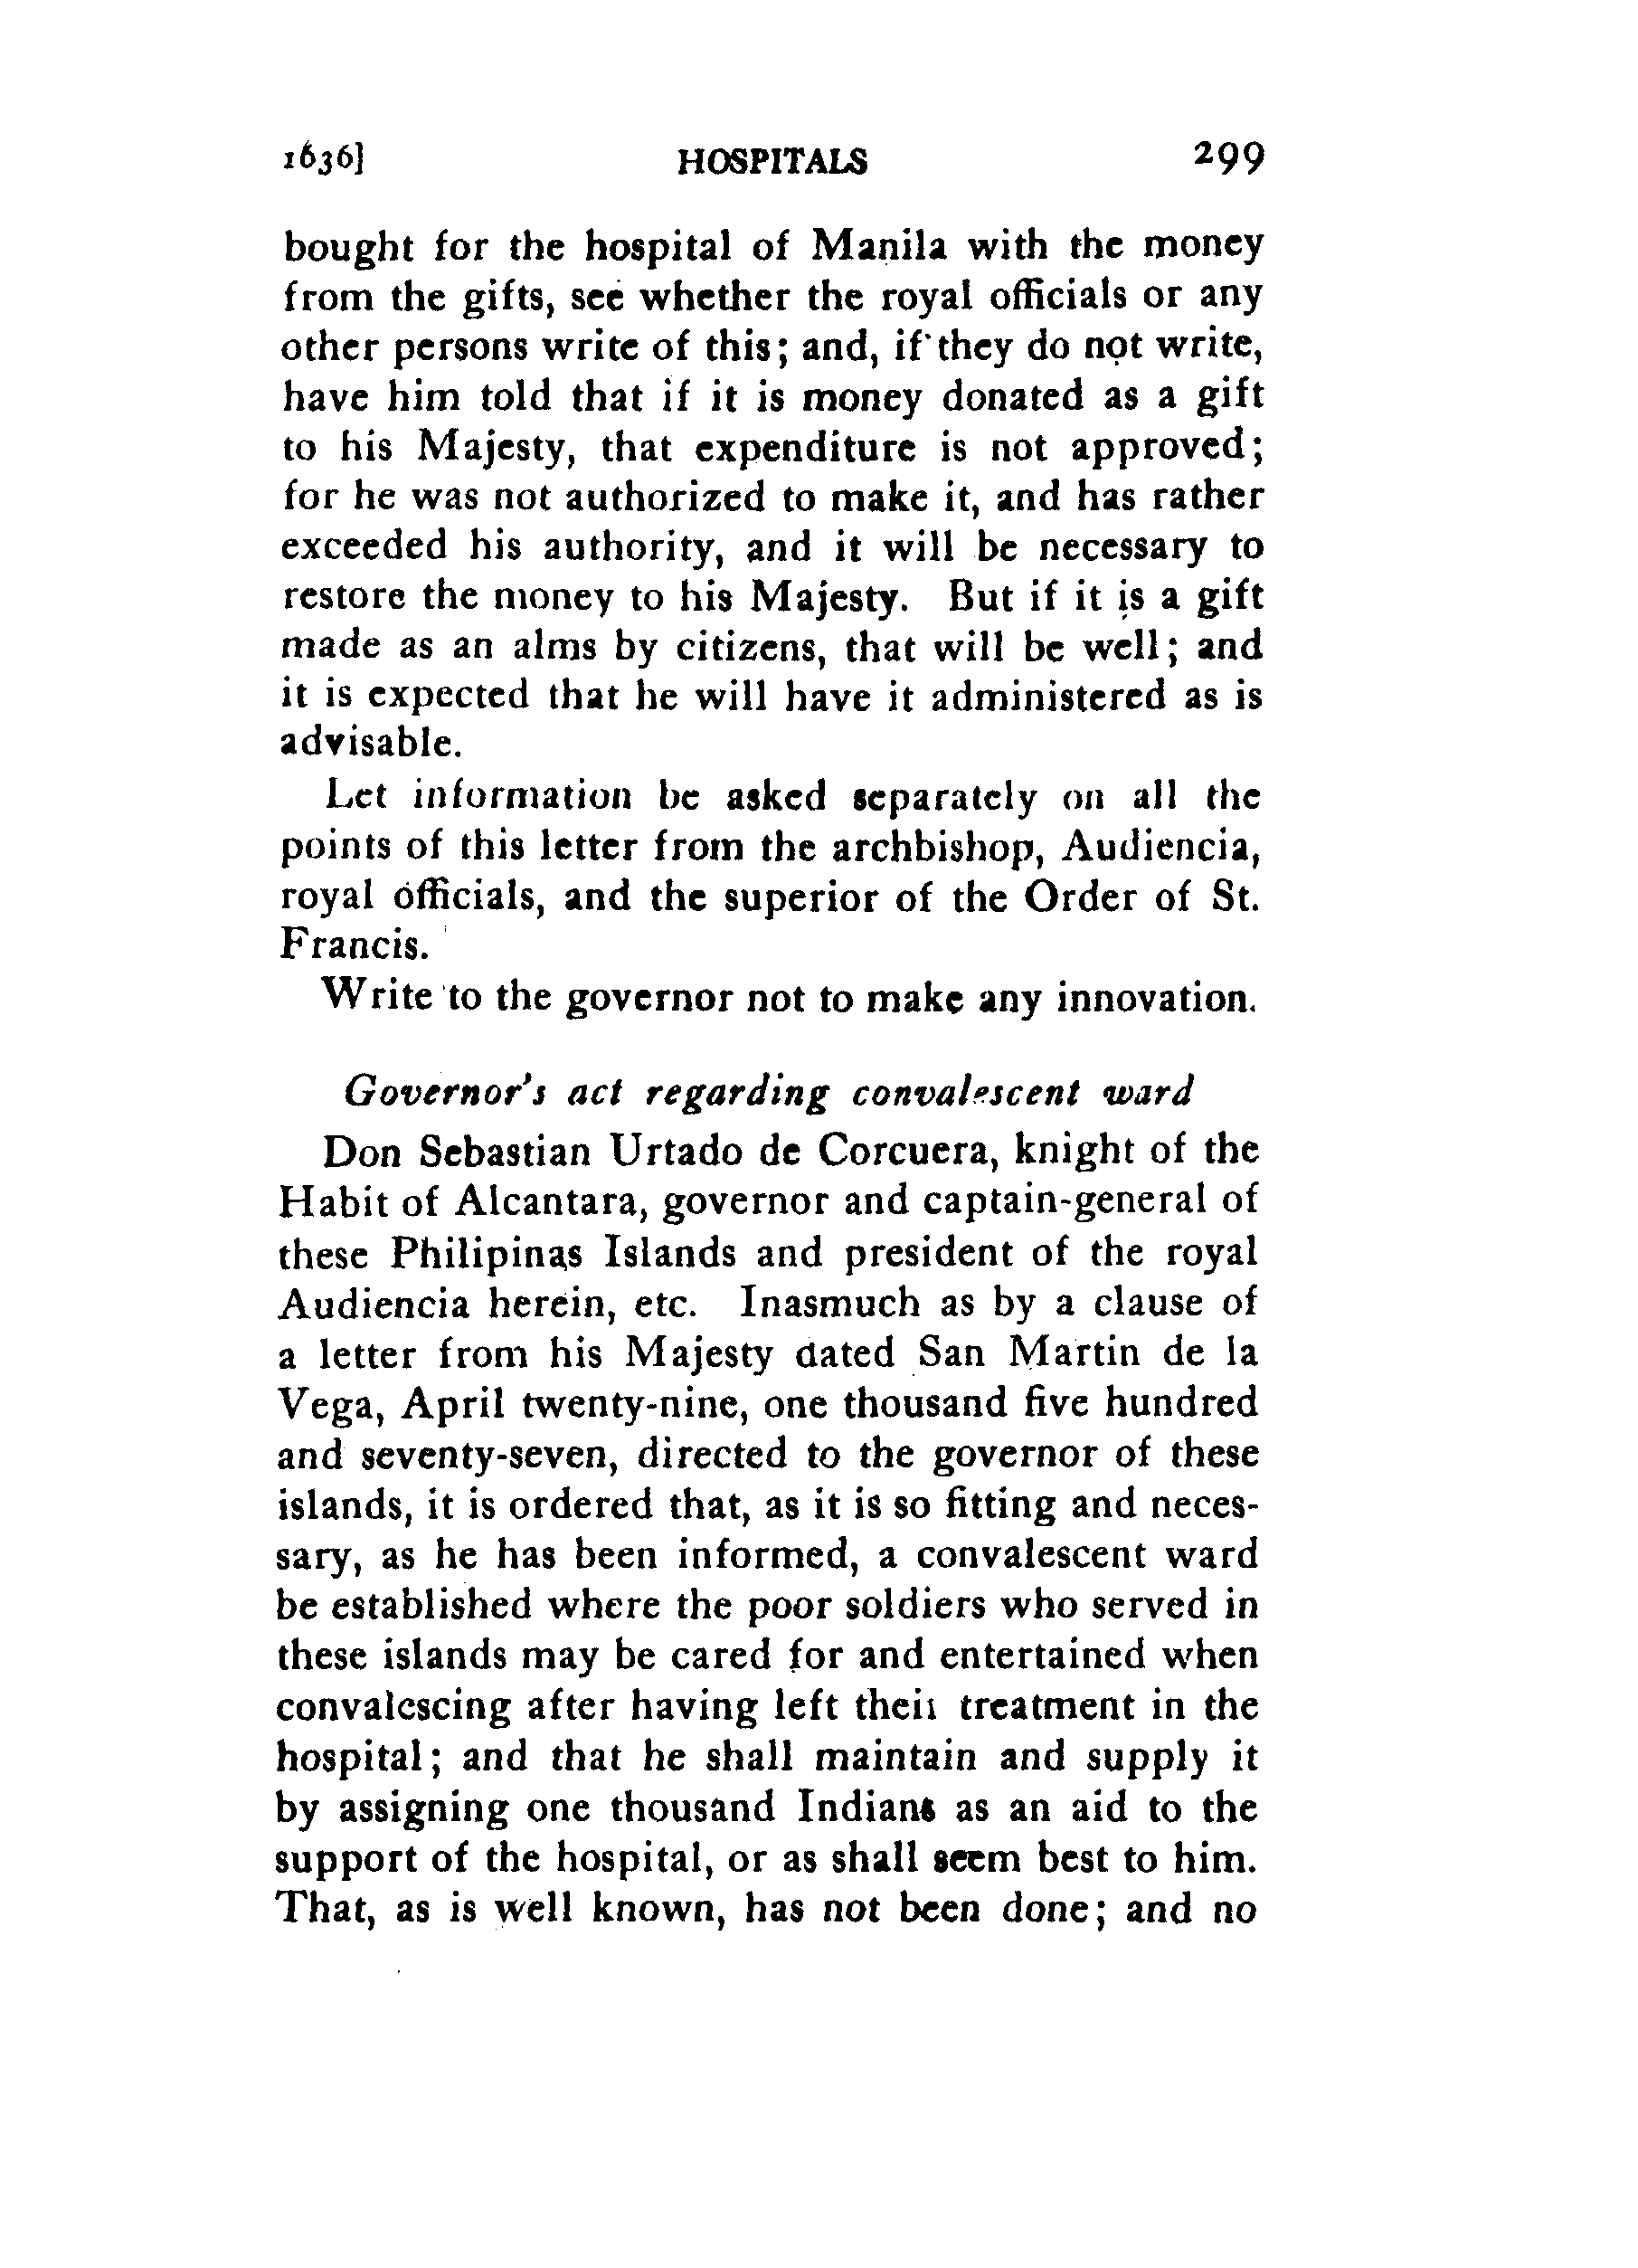 1636] HOSPITALS 299
bought for the hospital of Manila with the money
from the gifts, see whether the royal officials or any
other persons write of this; and, if they do not write,
have him told that if it is money donated as a gift
to his Majesty, that expenditure is not approved;
for he was not authorized to make it, and has rather
exceeded his authority, and it will be necessary to
restore the money to his Majesty. But if it is a gift
made as an alms by citizens, that will be well; and
it is expected that he will have it administered as is
advisable.
Let information be asked separately on all the
points of this letter from the archbishop, Audiencia,
royal officials, and the superior of the Order of St.
Francis.
Write to the governor not to make any innovation.
Governor's act regarding convalescent ward
Don Sebastian Urtado de Corcuera, knight of the
Habit of Alcantara, governor and captain-general of
these Philipinas Islands and president of the royal
Audiencia herein, etc. Inasmuch as by a clause of
a letter from his Majesty dated San Martin de la
Vega, April twenty-nine, one thousand five hundred
and seventy-seven, directed to the governor of these
islands, it is ordered that, as it is so fitting and neces-
sary, as he has been informed, a convalescent ward
be established where the poor soldiers who served in
these islands may be cared for and entertained when
convalescing after having left their treatment in the
hospital; and that he shall maintain and supply it
by assigning one thousand Indians as an aid to the
support of the hospital, or as shall seem best to him.
That, as is well known, has not been done; and no